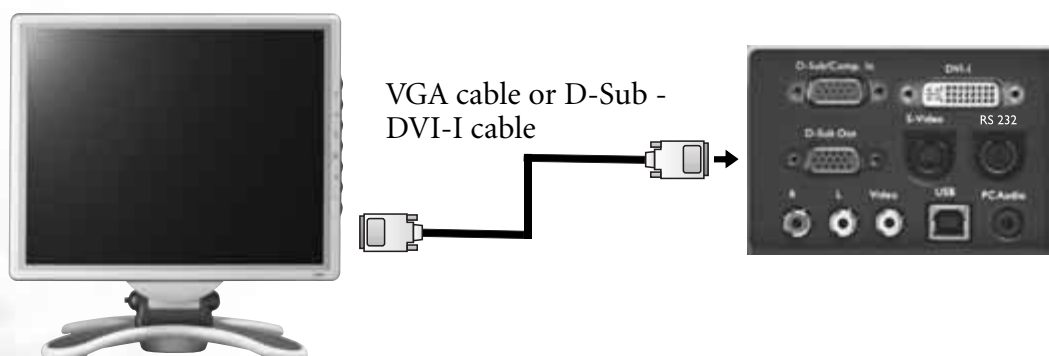 VGA cable or D-Sub -
DVI-I cable
D-Sub/Comp. In
DVI-I
S-Video
RS 232
D-Sub Out
R
L
Video
USB
PC Audio